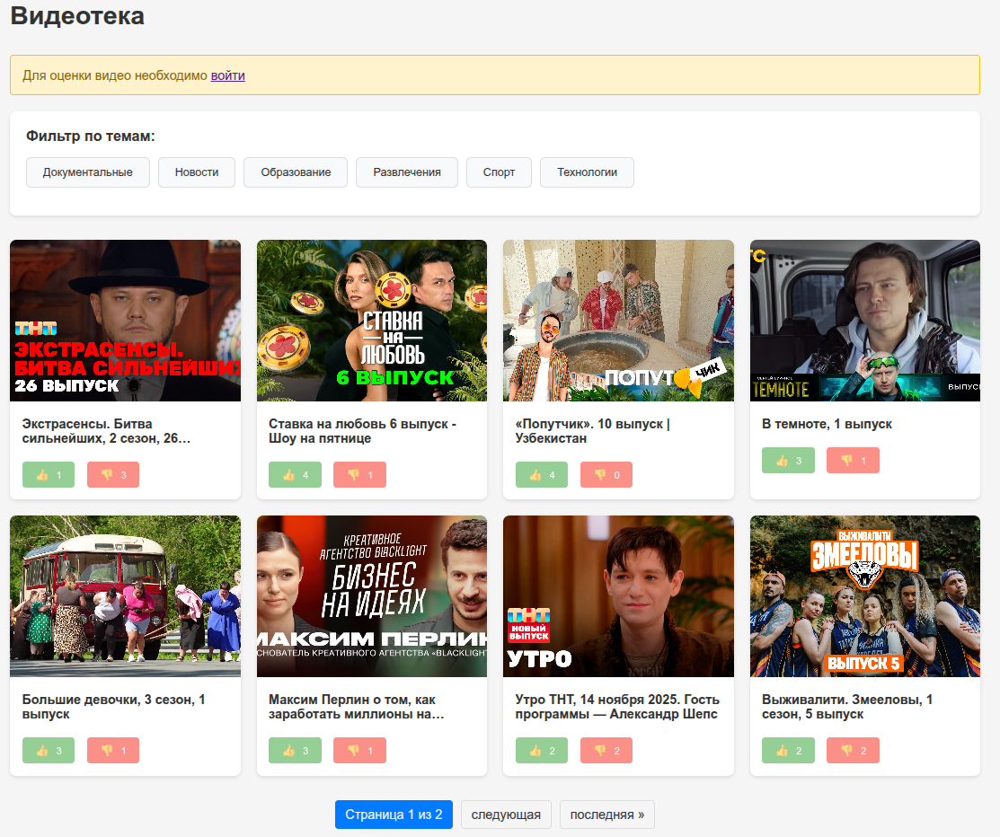 Видеотека
Для оценки видео необходимо войти
Фильтр по темам:
Документальные
Новости
Образование
Развлечения
Спорт
Технологии
ТНТ
ЭКСТРАСЕНСЫ.
БИТВА СИЛЬНЕЙШИХ
26 ВЫПУСК
Экстрасенсы. Битва
сильнейших, 2 сезон, 26…
👍 1
👎 3
СТАВКА
НА
ЛЮБОВЬ
6 ВЫПУСК
Ставка на любовь 6 выпуск -
Шоу на пятнице
👍 4
👎 1
ПОПУТЧИК
«Попутчик». 10 выпуск |
Узбекистан
👍 4
👎 0
ТС
ТЕМНОТЕ
ВЫПУС
В темноте, 1 выпуск
👍 3
👎 1
Большие девочки, 3 сезон, 1
выпуск
👍 3
👎 1
КРЕАТИВНОЕ
АГЕНТСТВО BLACKLIGHT
БИЗНЕС
НА ИДЕЯХ
МАКСИМ ПЕРЛИН
СНОВАТЕЛЬ КРЕАТИВНОГО АГЕНТСТВА «BLACKLIGHT
Максим Перлин о том, как
заработать миллионы на…
👍 3
👎 1
ТНТ
НОВЫЙ
ВЫПУСК
УТРО
Утро ТНТ, 14 ноября 2025. Гость
программы — Александр Шепс
👍 2
👎 2
ВЫЖИВАЛИТИ
ЗМЕЕЛОВЫ
ВЫПУСК 5
Выживалити. Змееловы, 1
сезон, 5 выпуск
👍 2
👎 2
Страница 1 из 2
следующая
последняя »